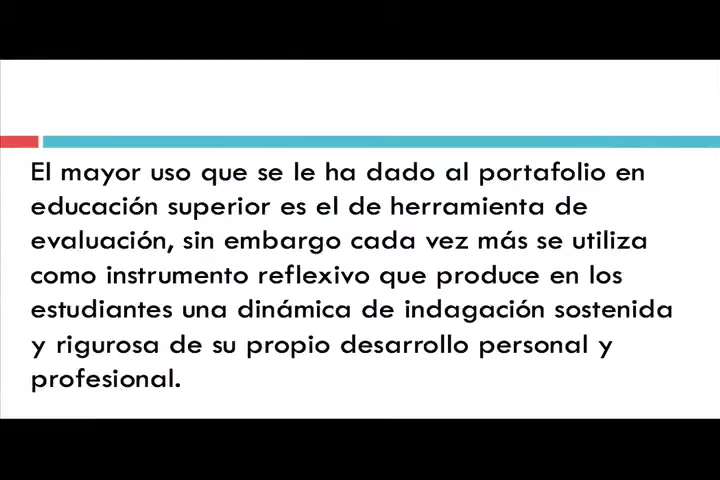 El mayor uso que se le ha dado al portafolio en
educación superior es el de herramienta de
evaluación, sin embargo cada vez más se utiliza
como instrumento reflexivo que produce en los
estudiantes una dinámica de indagación sostenida
y rigurosa de su propio desarrollo personal y
profesional.